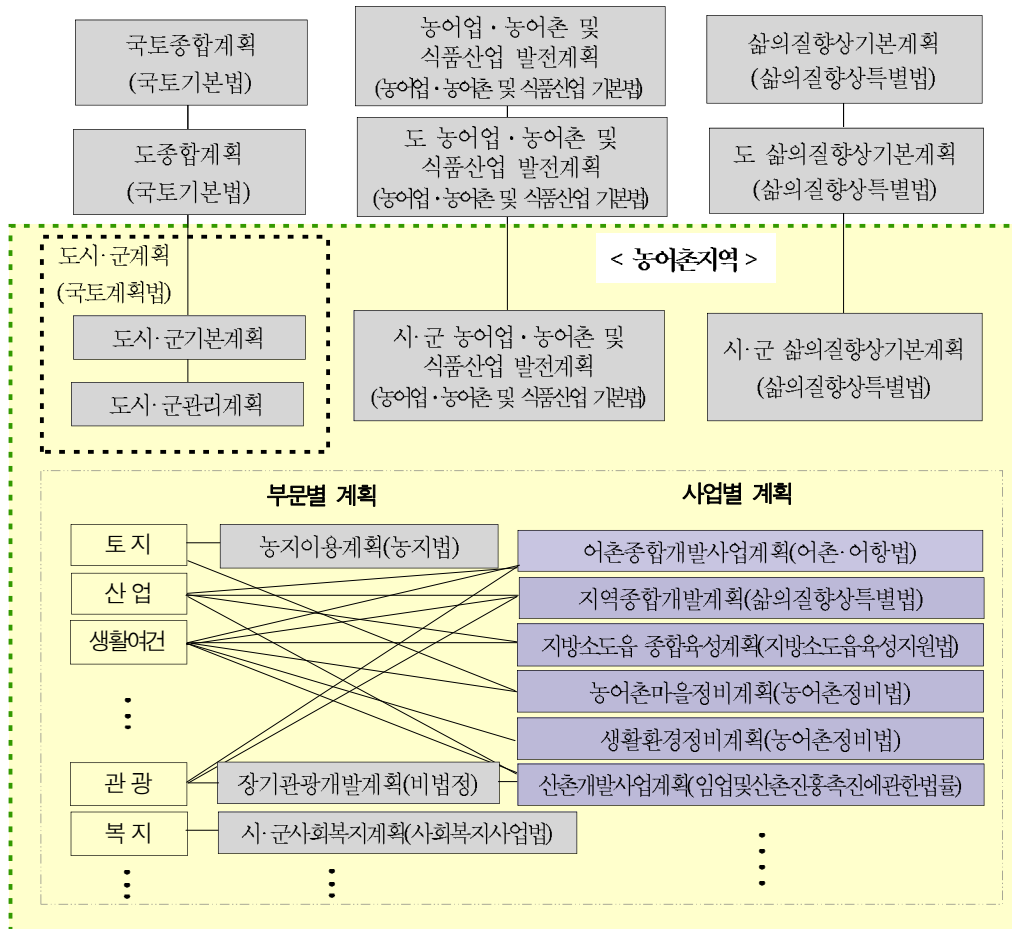 국토종합계획
(국토기본법)
농어업·농어촌 및
식품산업 발전계획
(농어업·농어촌 및 식품산업 기본법)
삶의질향상기본계획
(삶의질향상특별법)
도종합계획
(국토기본법)
도 농어업·농어촌 및
식품산업 발전계획
(농어업·농어촌 및 식품산업 기본법)
도 삶의질향상기본계획
(삶의질향상특별법)
< 농어촌지역 >
도시·군계획
(국토계획법)
도시·군기본계획
도시·군관리계획
시·군 농어업·농어촌 및
식품산업 발전계획
(농어업·농어촌 및 식품산업 기본법)
시·군 삶의질향상기본계획
(삶의질향상특별법)
부문별 계획
사업별 계획
토 지
농지이용계획(농지법)
어촌종합개발사업계획(어촌·어항법)
산 업
지역종합개발계획(삶의질향상특별법)
생활여건
지방소도읍 종합육성계획(지방소도읍육성지원법)
농어촌마을정비계획(농어촌정비법)
생활환경정비계획(농어촌정비법)
관 광
장기관광개발계획(비법정)
산촌개발사업계획(임업및산촌진흥촉진에관한법률)
복 지
시·군사회복지계획(사회복지사업법)